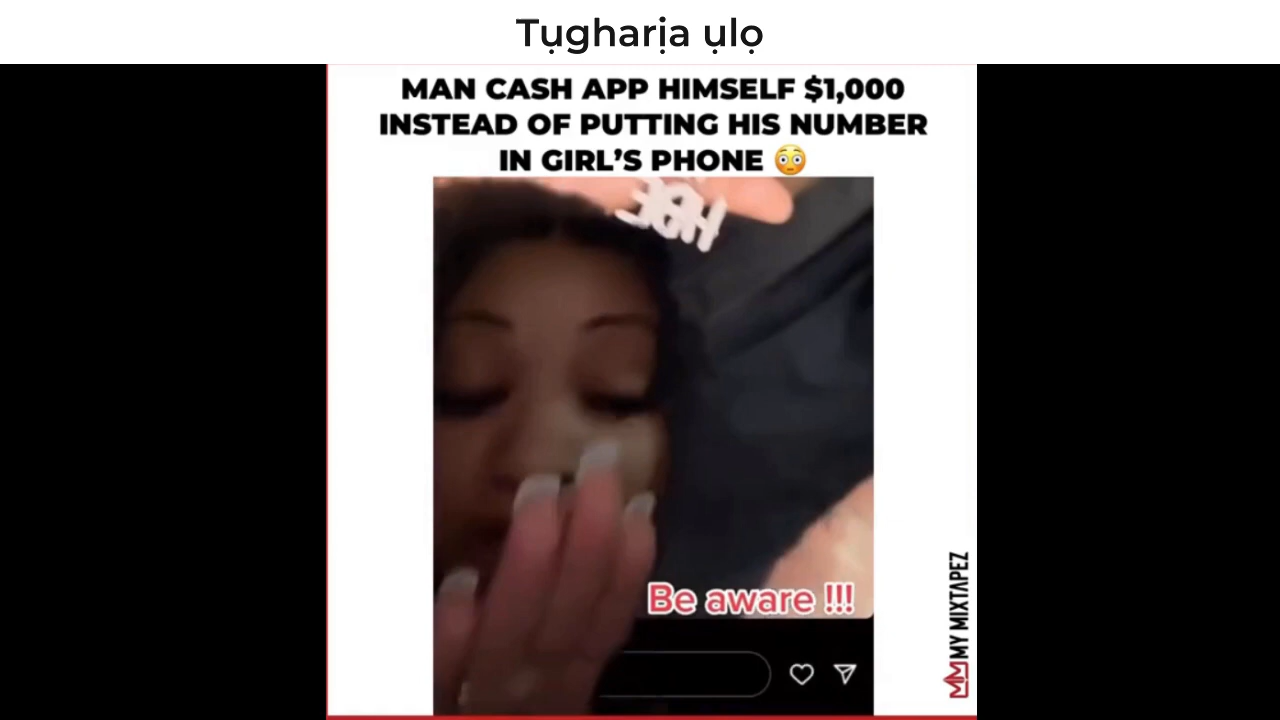 Tụgharịa ụlọ
MAN CASH APP HIMSELF $1,000
INSTEAD OF PUTTING HIS NUMBER
IN GIRL’S PHONE 😳
Be aware !!!
MY MIXTAPEZ